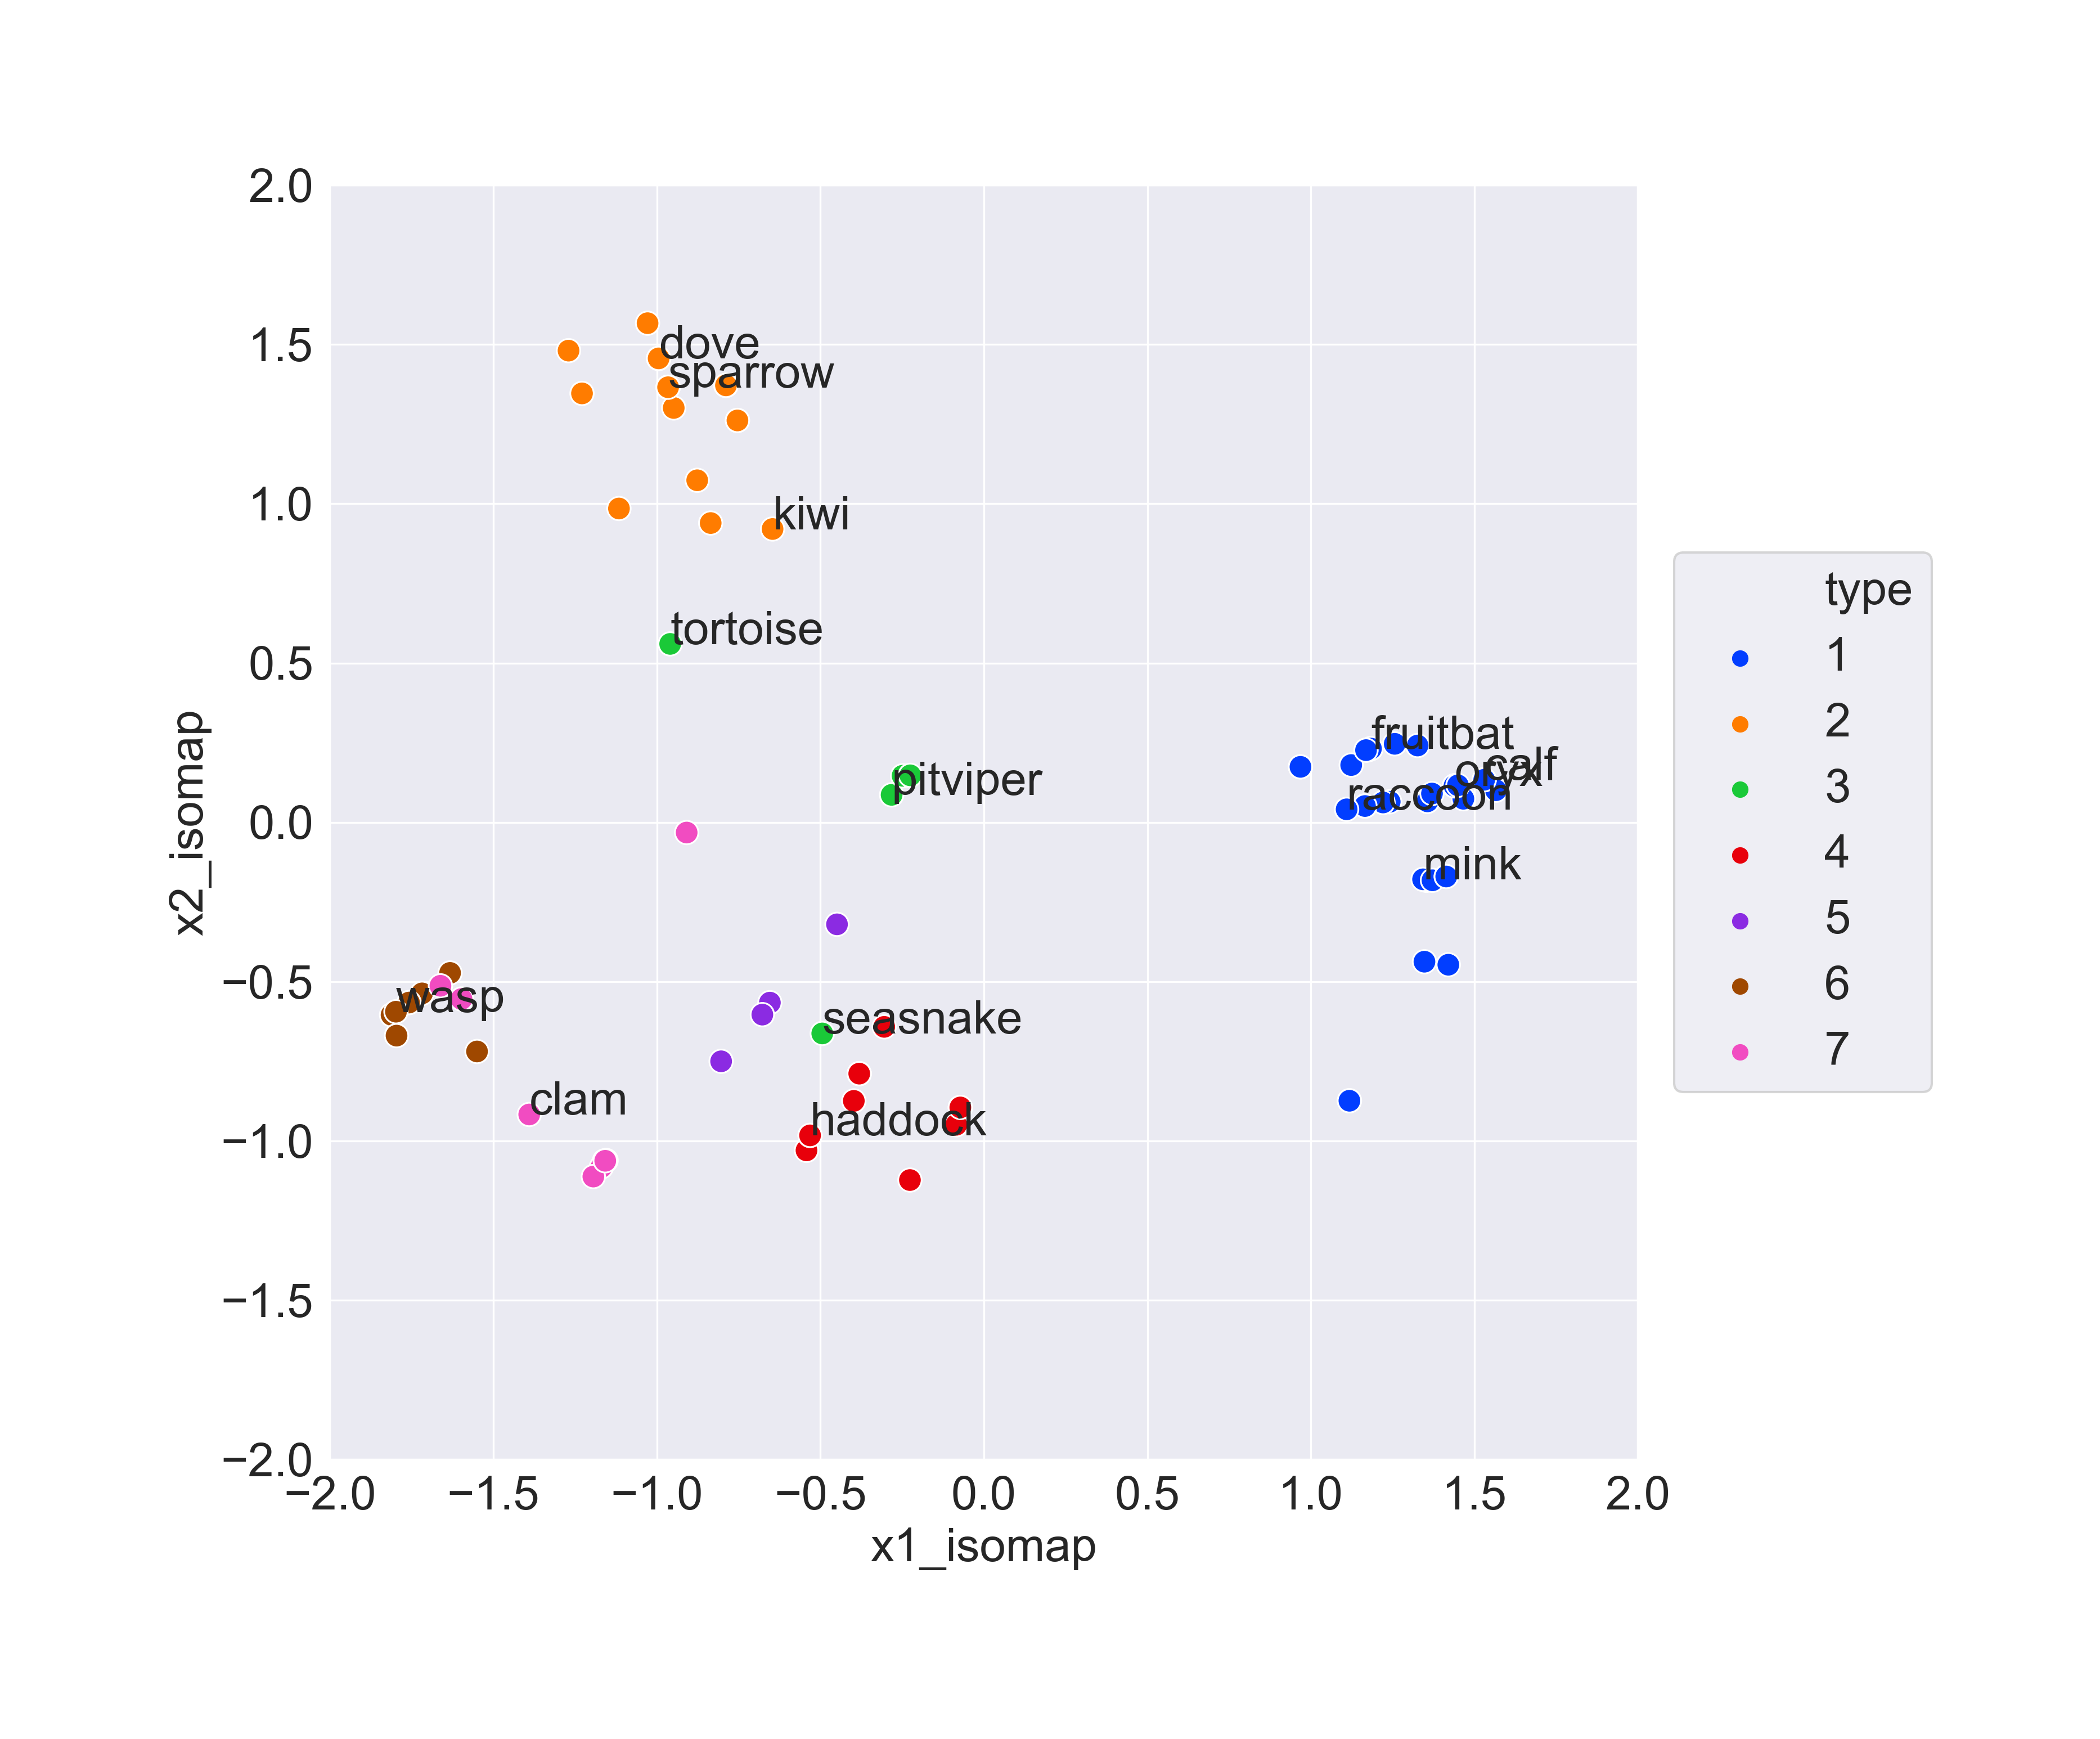 2.0
1.5
1.0
0.5
0.0
−0.5
−1.0
−1.5
−2.0
x2_isomap
dove
sparrow
kiwi
tortoise
fruitbat
calf
oryx
pitviper
raccoon
mink
wasp
seasnake
clam
haddock
type
1
2
3
4
5
6
7
−2.0 −1.5 −1.0 −0.5 0.0 0.5 1.0 1.5 2.0
x1_isomap